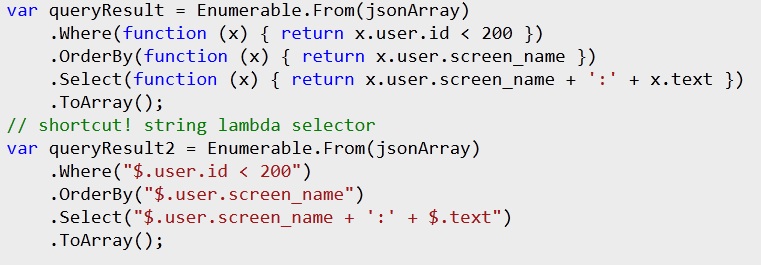 var queryResult = Enumerable.From(jsonArray)
    .Where(function (x) { return x.user.id < 200 })
    .OrderBy(function (x) { return x.user.screen_name })
    .Select(function (x) { return x.user.screen_name + ':' + x.text })
    .ToArray();
// shortcut! string lambda selector
var queryResult2 = Enumerable.From(jsonArray)
    .Where("$.user.id < 200")
    .OrderBy("$.user.screen_name")
    .Select("$.user.screen_name + ':' + $.text")
    .ToArray();